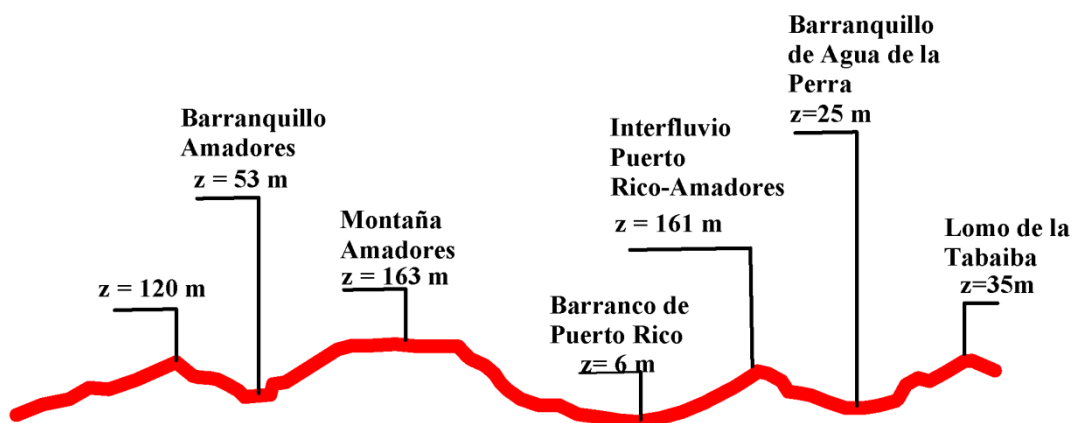 Barranquillo
de Agua de la
Perra
z=25 m
Barranquillo
Amadores
z = 53 m
Interfluvio
Puerto
Rico-Amadores
z = 161 m
Montaña
Amadores
z = 163 m
Lomo de la
Tabaiba
z=35m
z = 120 m
Barranco de
Puerto Rico
z= 6 m